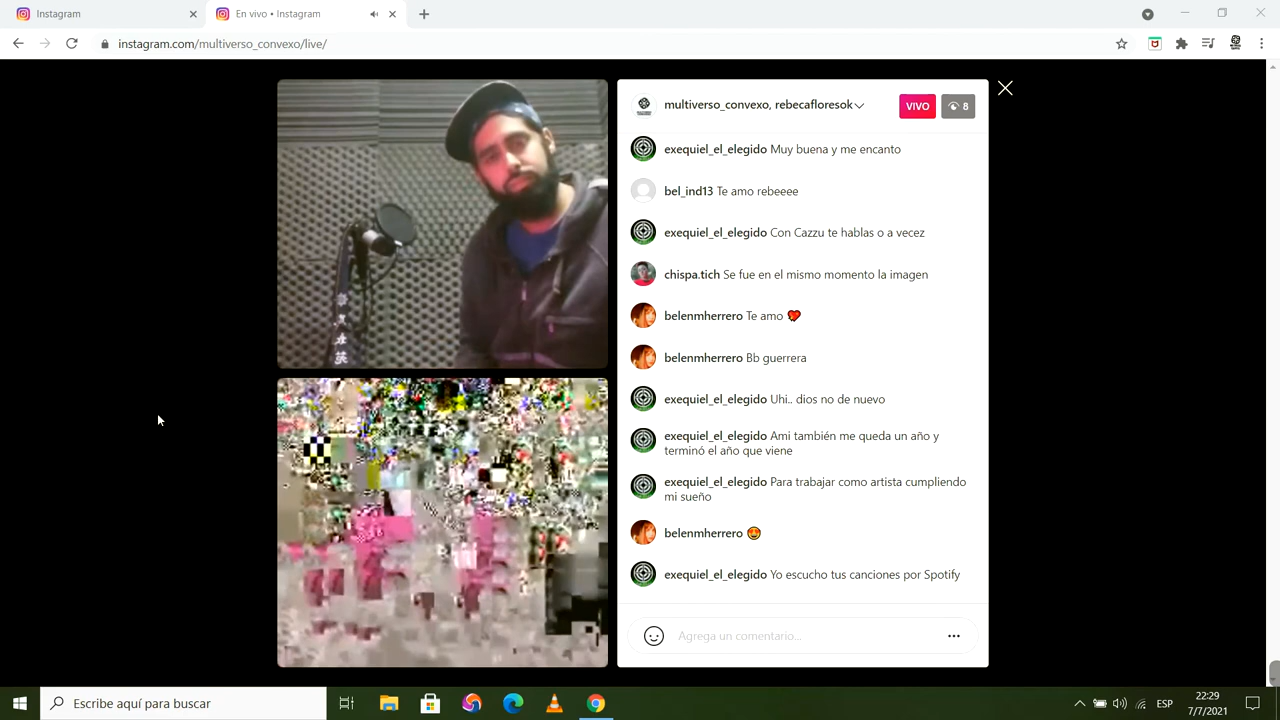 Instagram
En vivo • Instagram
instagram.com/multiverso_convexo/live/
multiverso_convexo, rebecafloresok
VIVO
8
exequiel_el_elegido Muy buena y me encanto
bel_ind13 Te amo rebeeee
exequiel_el_elegido Con Cazzu te hablas o a vecez
chispa.tich Se fue en el mismo momento la imagen
belenmherrero Te amo
belenmherrero Bb guerrera
exequiel_el_elegido Uhi.. dios no de nuevo
exequiel_el_elegido Ami también me queda un año y
terminó el año que viene
exequiel_el_elegido Para trabajar como artista cumpliendo
mi sueño
belenmherrero 😍
exequiel_el_elegido Yo escucho tus canciones por Spotify
Agrega un comentario...
Escribe aquí para buscar
ESP
22:29
7/7/2021